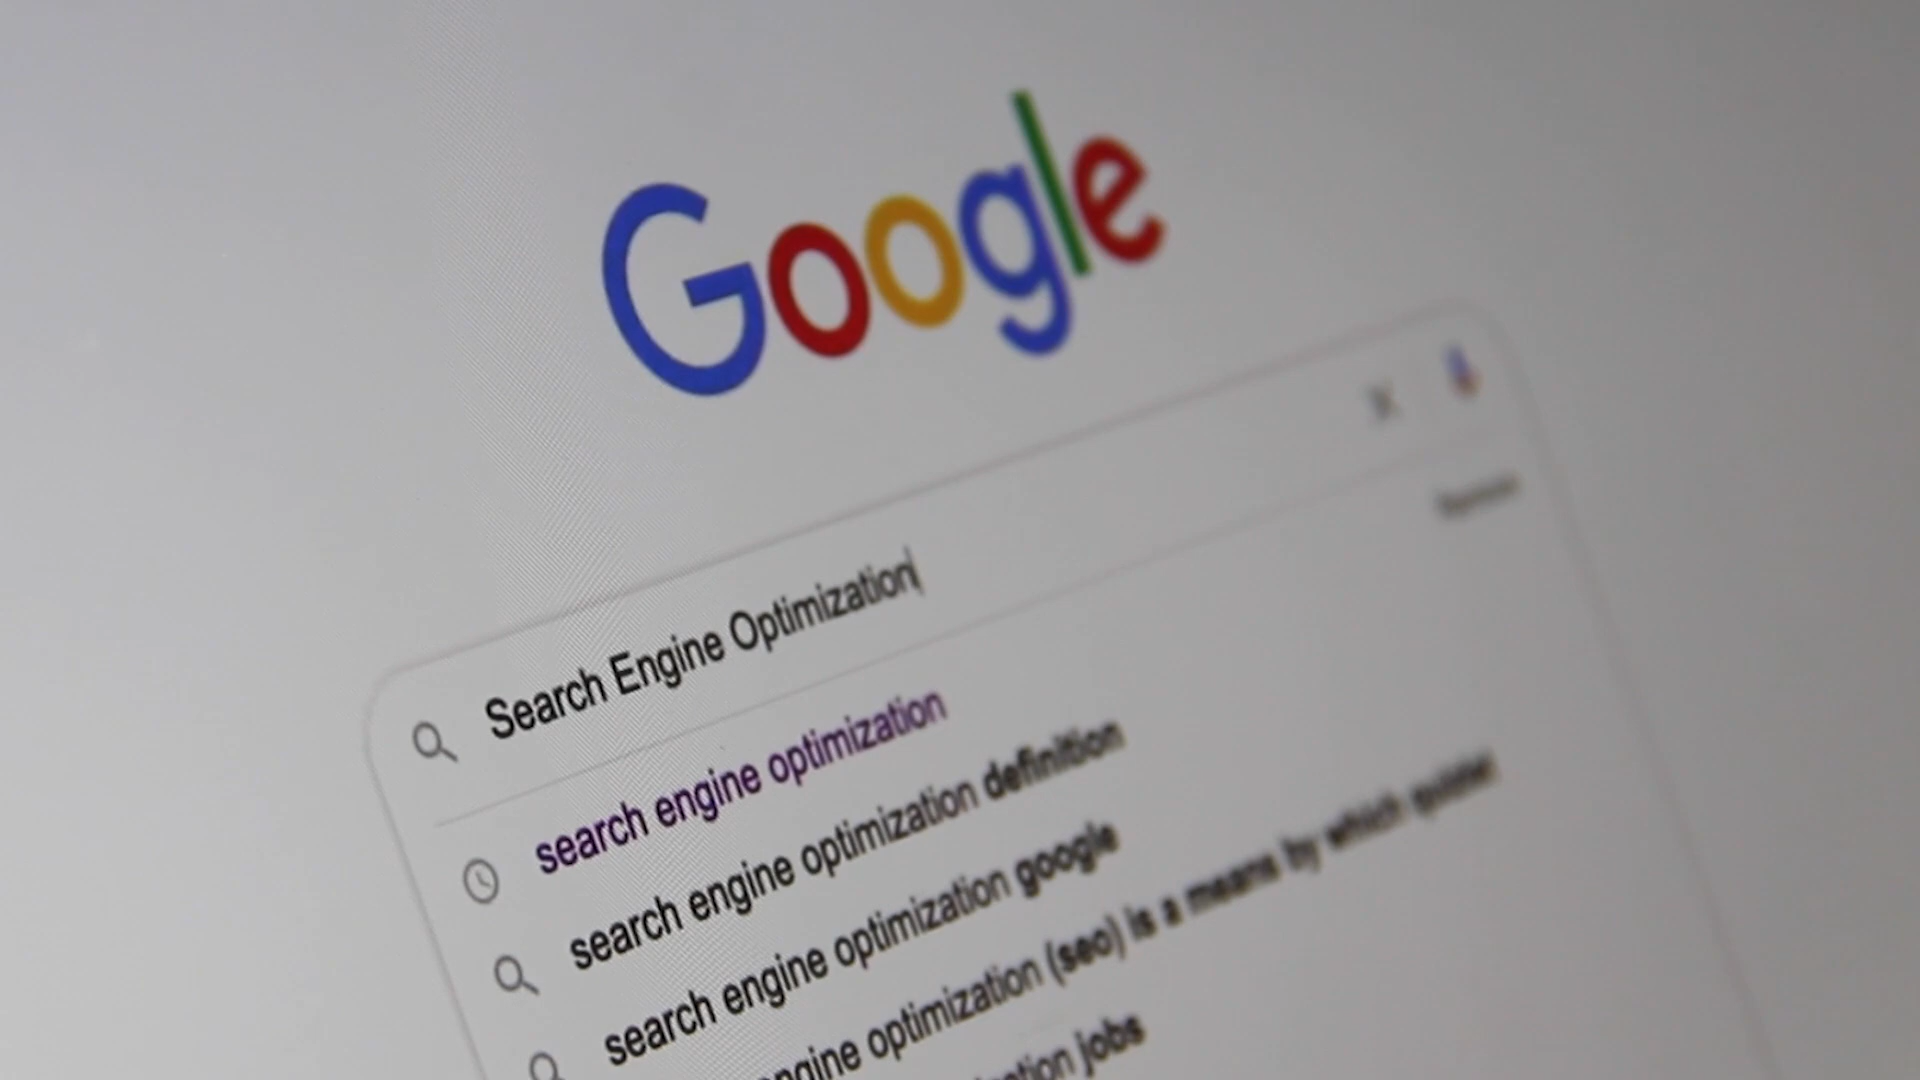 Google
Search Engine Optimization
search engine optimization
search engine optimization definition
search engine optimization google
engine optimization (seo) is a means by which
jobs